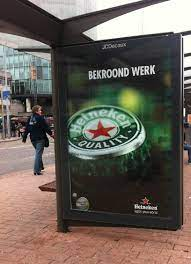 JCDecaux
BEKROOND WERK
Heineken
QUALITY
Heineken